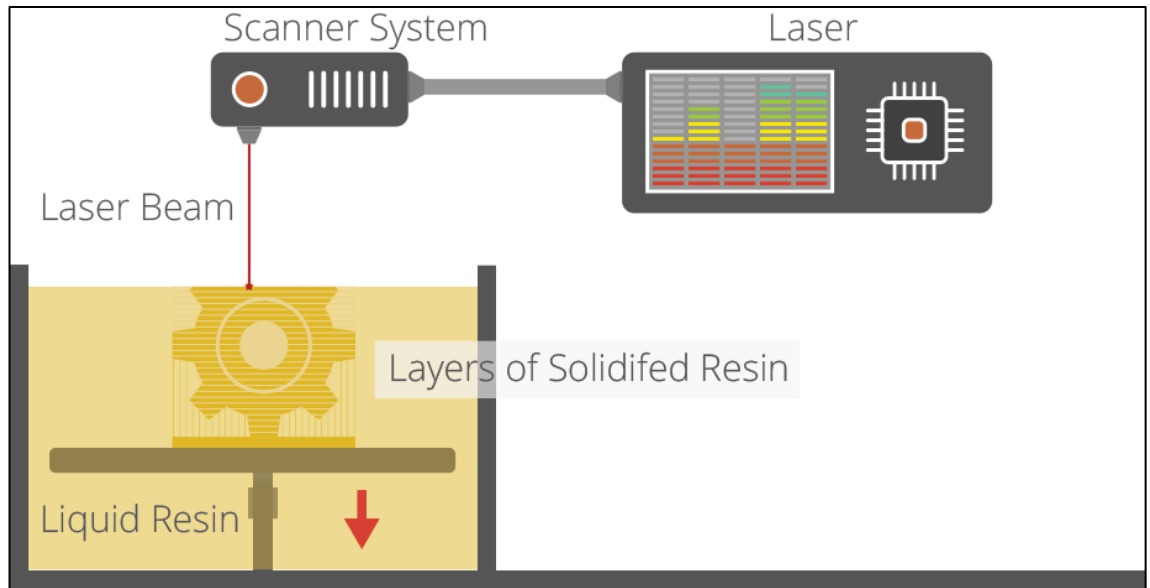 Scanner System
Laser
Laser Beam
Layers of Solidifed Resin
Liquid Resin